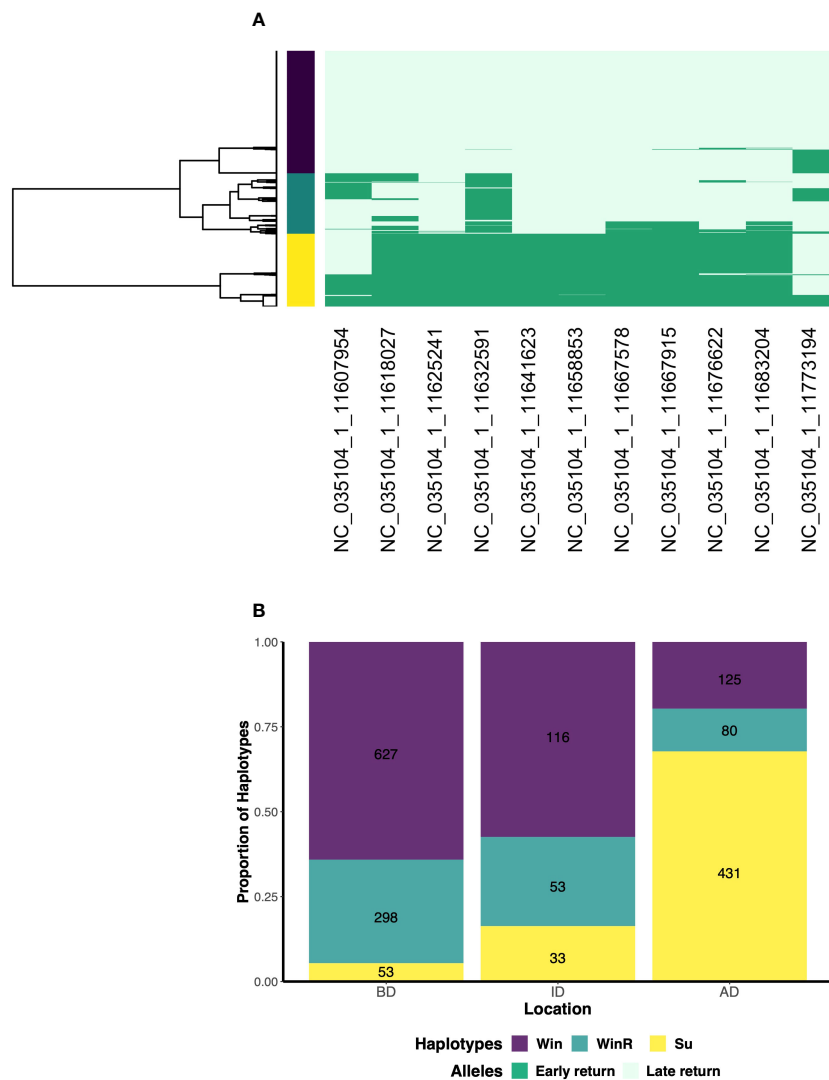 A
NC_035104_1_11607954
NC_035104_1_11618027
NC_035104_1_11625241
NC_035104_1_11632591
NC_035104_1_11641623
NC_035104_1_11658853
NC_035104_1_11667578
NC_035104_1_11667915
NC_035104_1_11676622
NC_035104_1_11683204
NC_035104_1_11773194
B
Proportion of Haplotypes
1.00
0.75
0.50
0.25
0.00
627
298
53
116
53
33
125
80
431
BD ID AD
Location
Haplotypes Win WinR Su
Alleles Early return Late return